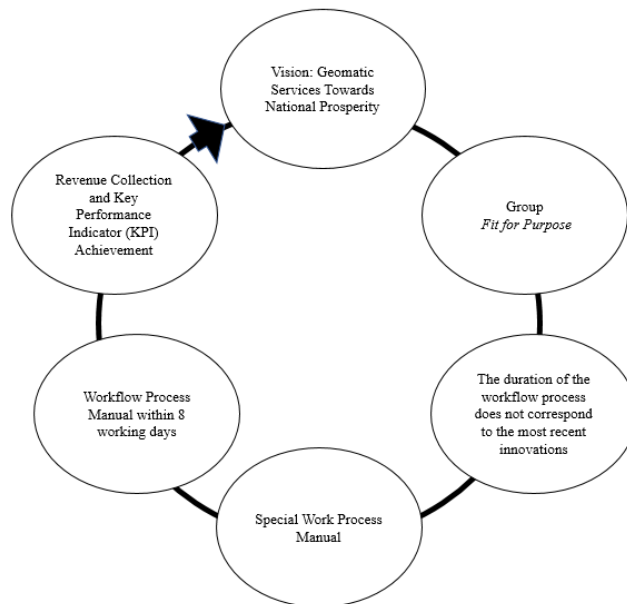 Vision: Geomatic
Services Towards
National Prosperity
Group
Fit for Purpose
The duration of the
workflow process
does not correspond
to the most recent
innovations
Special Work Process
Manual
Workflow Process
Manual within 8
working days
Revenue Collection
and Key
Performance
Indicator (KPI)
Achievement